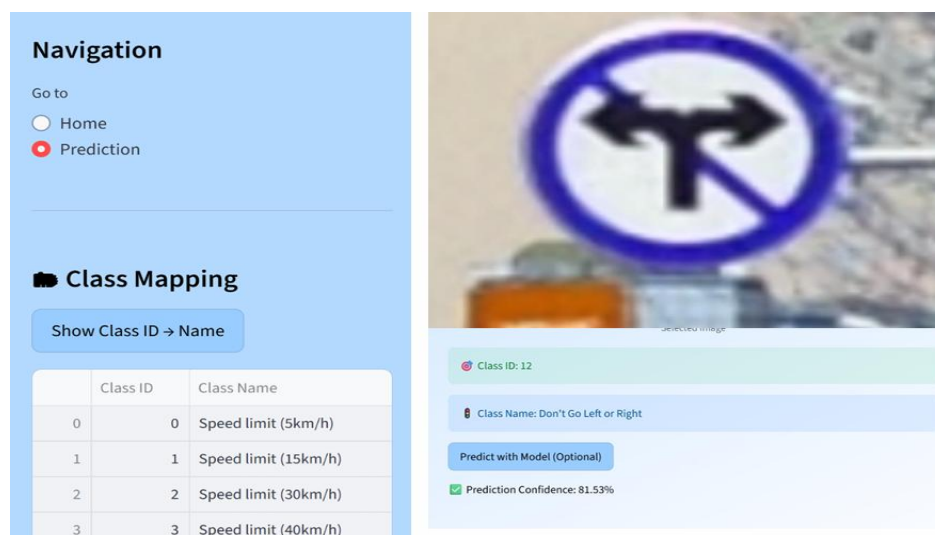 Navigation
Go to
Home
Prediction
Class Mapping
Show Class ID → Name
Class ID Class Name
0 0 Speed limit (5km/h)
1 1 Speed limit (15km/h)
2 2 Speed limit (30km/h)
3 3 Speed limit (40km/h)
Selected Image
Class ID: 12
Class Name: Don't Go Left or Right
Predict with Model (Optional)
Prediction Confidence: 81.53%